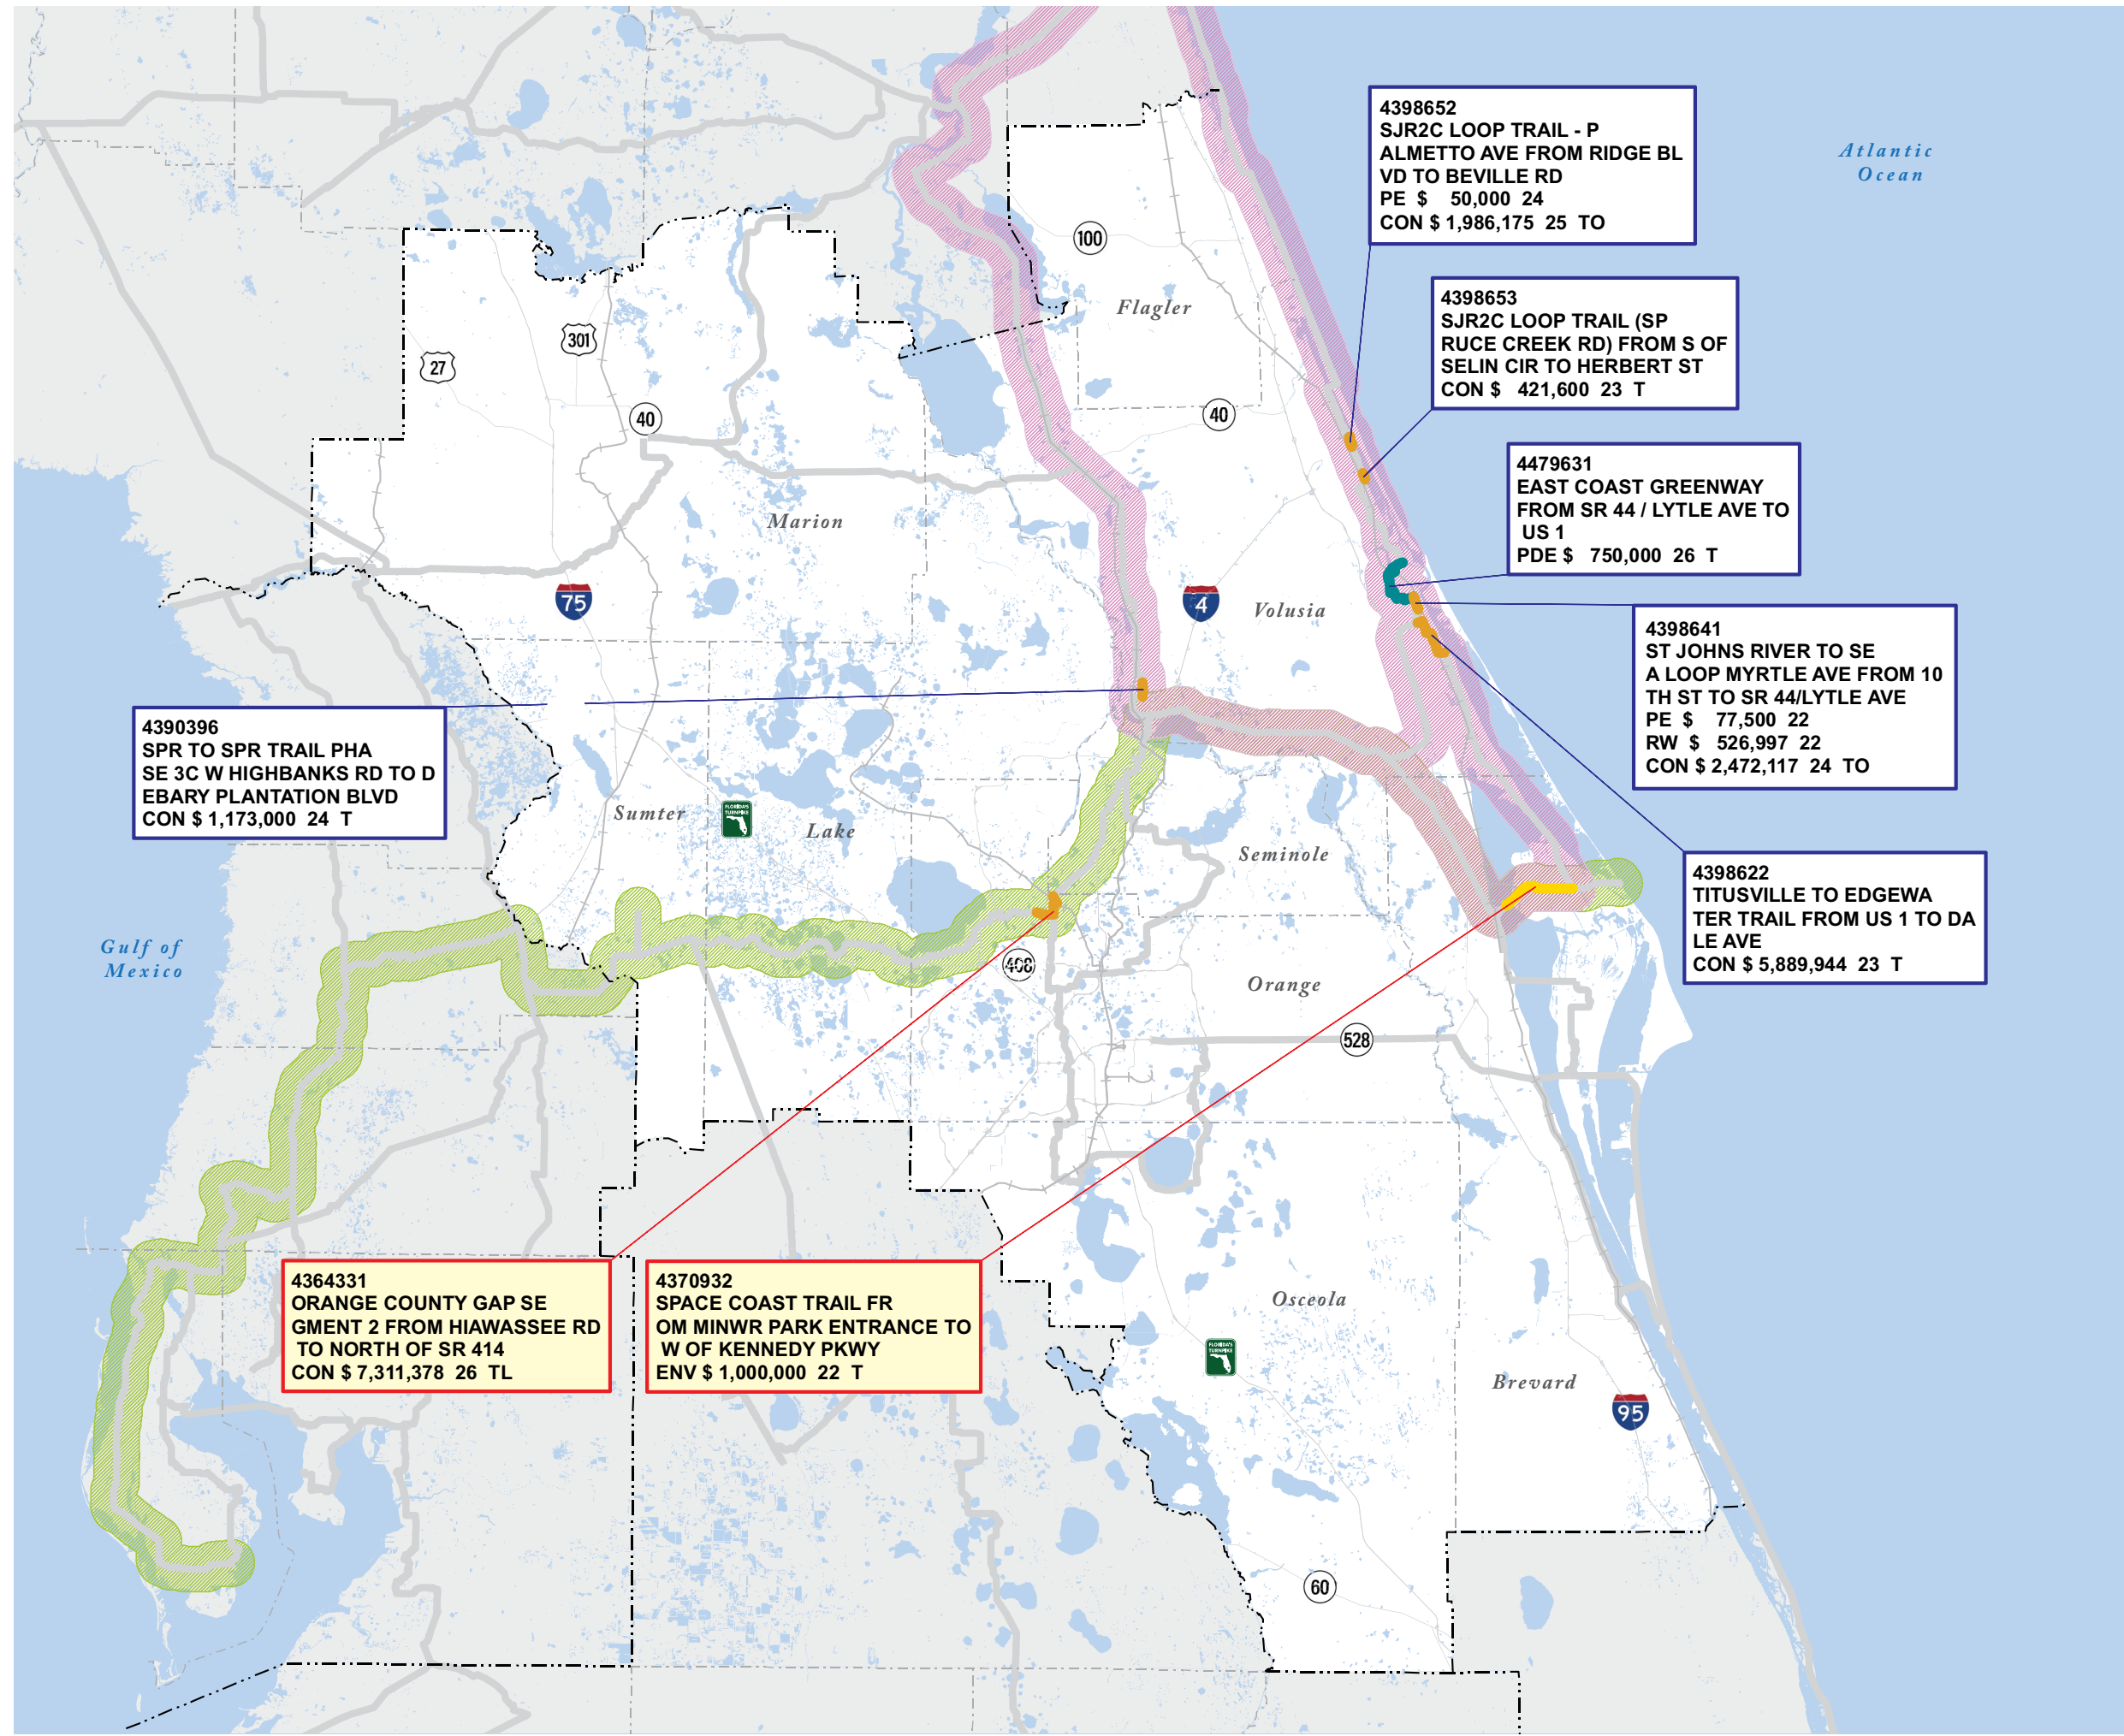 4398652
SJR2C LOOP TRAIL - P
ALMETTO AVE FROM RIDGE BL
VD TO BEVILLE RD
PE $ 50,000 24
CON $ 1,986,175 25 TO
Atlantic
Ocean
100
Flagler
4398653
SJR2C LOOP TRAIL (SP
RUCE CREEK RD) FROM S OF
SELIN CIR TO HERBERT ST
CON $ 421,600 23 T
301
27
40
40
4479631
EAST COAST GREENWAY
FROM SR 44 / LYTLE AVE TO
US 1
PDE $ 750,000 26 T
Marion
75
4
Volusia
4398641
ST JOHNS RIVER TO SE
A LOOP MYRTLE AVE FROM 10
TH ST TO SR 44/LYTLE AVE
PE $ 77,500 22
RW $ 526,997 22
CON $ 2,472,117 24 TO
4390396
SPR TO SPR TRAIL PHA
SE 3C W HIGHBANKS RD TO D
EBARY PLANTATION BLVD
CON $ 1,173,000 24 T
Sumter
FLORIDA'S
TURNPIKE
Lake
Seminole
4398622
TITUSVILLE TO EDGEWA
TER TRAIL FROM US 1 TO DA
LE AVE
CON $ 5,889,944 23 T
Gulf of
Mexico
408
Orange
528
4364331
ORANGE COUNTY GAP SE
GMENT 2 FROM HIAWASSEE RD
TO NORTH OF SR 414
CON $ 7,311,378 26 TL
4370932
SPACE COAST TRAIL FR
OM MINWR PARK ENTRANCE TO
W OF KENNEDY PKWY
ENV $ 1,000,000 22 T
Osceola
FLORIDA'S
TURNPIKE
Brevard
95
60